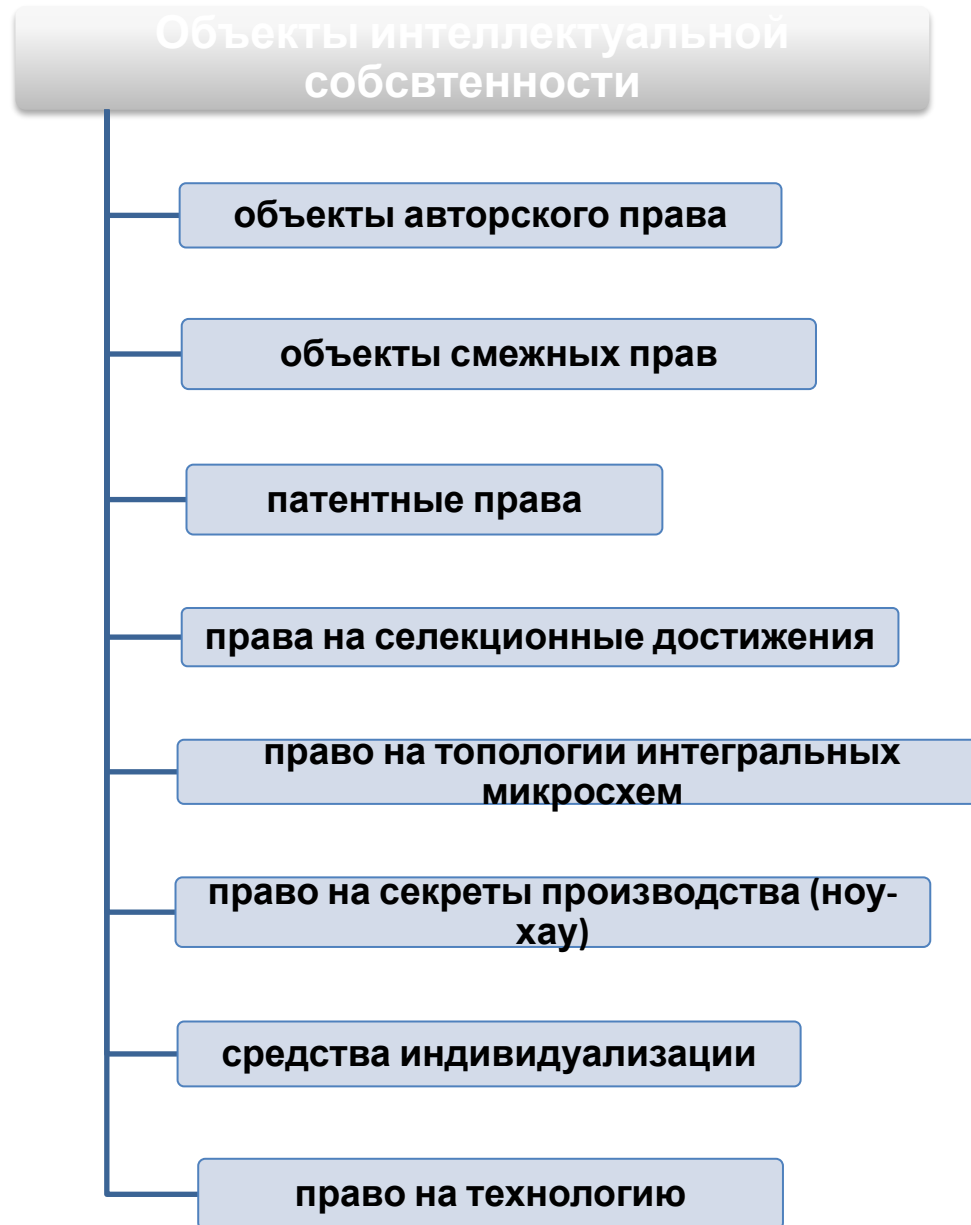 Объекты интеллектуальной
собсвтенности
объекты авторского права
объекты смежных прав
патентные права
права на селекционные достижения
право на топологии интегральных
микросхем
право на секреты производства (ноу-
хау)
средства индивидуализации
право на технологию